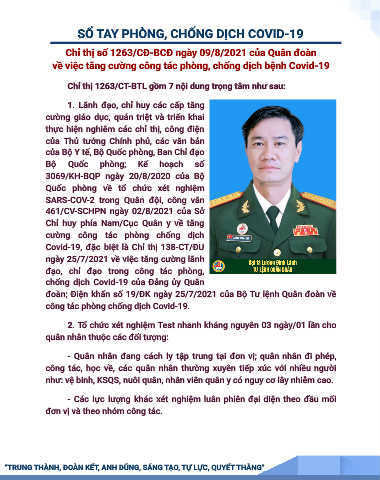 SỔ TAY PHÒNG, CHỐNG DỊCH COVID-19
Chỉ thị số 1263/CĐ-BCĐ ngày 09/8/2021 của Quân đoàn
về việc tăng cường công tác phòng, chống dịch bệnh Covid-19
Chỉ thị 1263/CT-BTL gồm 7 nội dung trọng tâm như sau:
1. Lãnh đạo, chỉ huy các cấp tăng
cường giáo dục, quán triệt và triển khai
thực hiện nghiêm các chỉ thị, công điện
của Thủ tướng Chính phủ, các văn bản
của Bộ Y tế, Bộ Quốc phòng, Ban Chỉ đạo
Bộ Quốc phòng; Kế hoạch số
3069/KH-BQP ngày 20/8/2020 của Bộ
Quốc phòng về tổ chức xét nghiệm
SARS-COV-2 trong Quân đội, công văn
461/CV-SCHPN ngày 02/8/2021 của Sở
Chỉ huy phía Nam/Cục Quân y về tăng
cường công tác phòng chống dịch
Covid-19, đặc biệt là Chỉ thị 138-CT/ĐU
ngày 25/7/2021 về việc tăng cường lãnh
đạo, chỉ đạo trong công tác phòng,
chống dịch Covid-19 của Đảng ủy Quân
đoàn; Điện khẩn số 19/ĐK ngày 25/7/2021 của Bộ Tư lệnh Quân đoàn về
công tác phòng chống dịch Covid-19.
Đại tá Lương Đình Lành
TƯ LỆNH QUÂN ĐOÀN
2. Tổ chức xét nghiệm Test nhanh kháng nguyên 03 ngày/01 lần cho
quân nhân thuộc các đối tượng:
- Quân nhân đang cách ly tập trung tại đơn vị; quân nhân đi phép,
công tác, học về, các quân nhân thường xuyên tiếp xúc với nhiều người
như: vệ binh, KSQS, nuôi quân, nhân viên quân y có nguy cơ lây nhiễm cao.
- Các lực lượng khác xét nghiệm luân phiên đại diện theo đầu mối
đơn vị và theo nhóm công tác.
"TRUNG THÀNH, ĐOÀN KẾT, ANH DŨNG, SÁNG TẠO, TỰ LỰC, QUYẾT THẮNG"